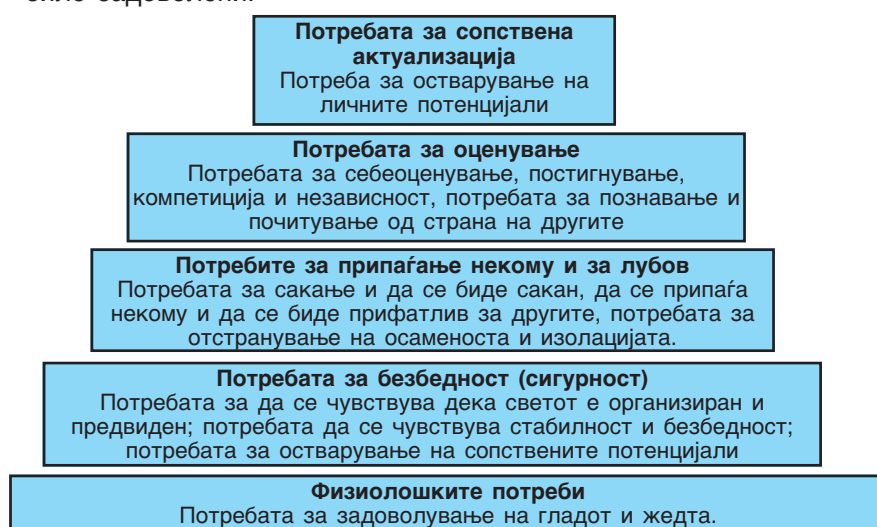 Потребата за сопствена
актуализација
Потреба за остварување на
личните потенцијали
Потребата за оценување
Потребата за себеоценување, постигнување,
компетиција и независност, потребата за познавање и
почитување од страна на другите
Потребите за припаѓање некому и за лубов
Потребата за сакање и да се биде сакан, да се припаѓа
некому и да се биде прифатлив за другите, потребата за
отстранување на осаменоста и изолацијата.
Потребата за безбедност (сигурност)
Потребата за да се чувствува дека светот е организиран и
предвиден; потребата да се чувствува стабилност и безбедност;
потребата за остварување на сопствените потенцијали
Физиолошките потреби
Потребата за задоволување на гладот и жедта.